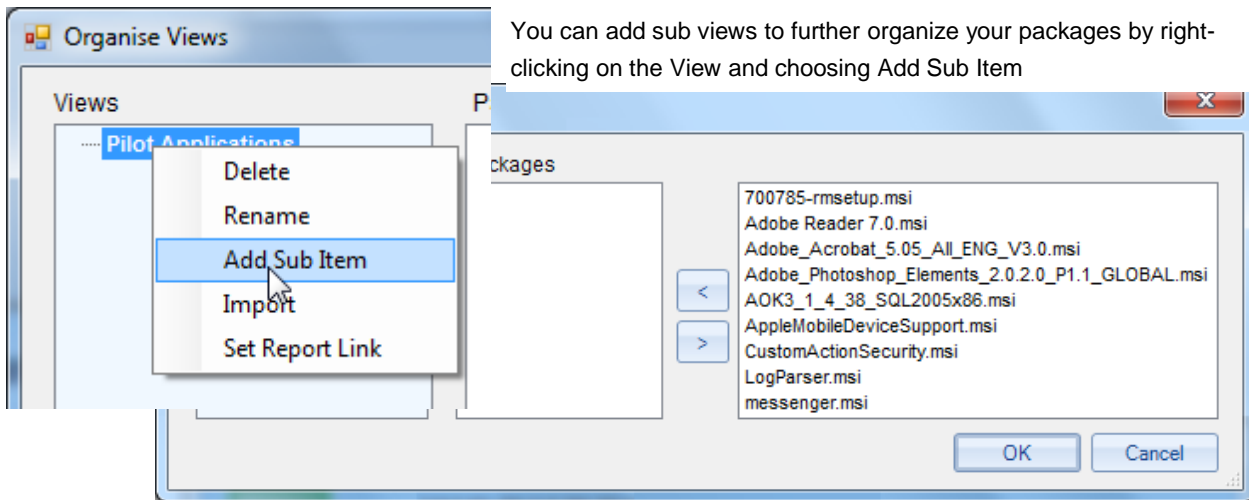 Organise Views
You can add sub views to further organize your packages by right-
clicking on the View and choosing Add Sub Item
Views
P
x
Pilot Applications
Delete
Rename
Add Sub Item
Import
Set Report Link
ckages
<
>
700785-rmsetup.msi
Adobe Reader 7.0.msi
Adobe_Acrobat_5.05_All_ENG_V3.0.msi
Adobe_Photoshop_Elements_2.0.2.0_P1.1_GLOBAL.msi
AOK3_1_4_38_SQL2005x86.msi
AppleMobileDeviceSupport.msi
CustomActionSecurity.msi
LogParser.msi
messenger.msi
OK
Cancel